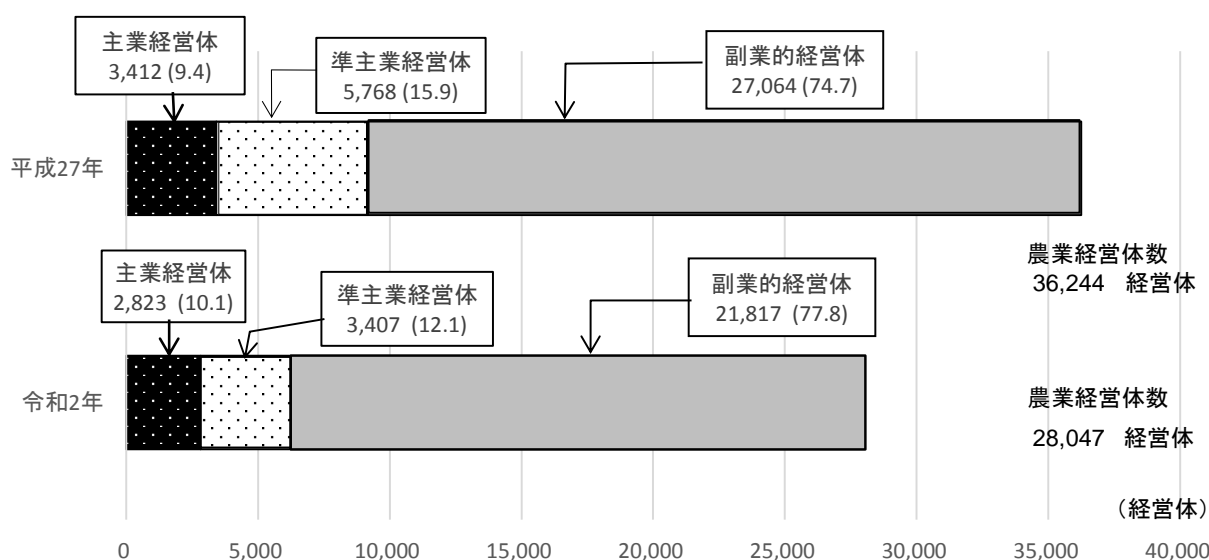 主業経営体
3,412 (9.4)
準主業経営体
5,768 (15.9)
副業的経営体
27,064 (74.7)
平成27年
農業経営体数
36,244 経営体
主業経営体
2,823 (10.1)
準主業経営体
3,407 (12.1)
副業的経営体
21,817 (77.8)
令和2年
農業経営体数
28,047 経営体
（経営体）
0 5,000 10,000 15,000 20,000 25,000 30,000 35,000 40,000